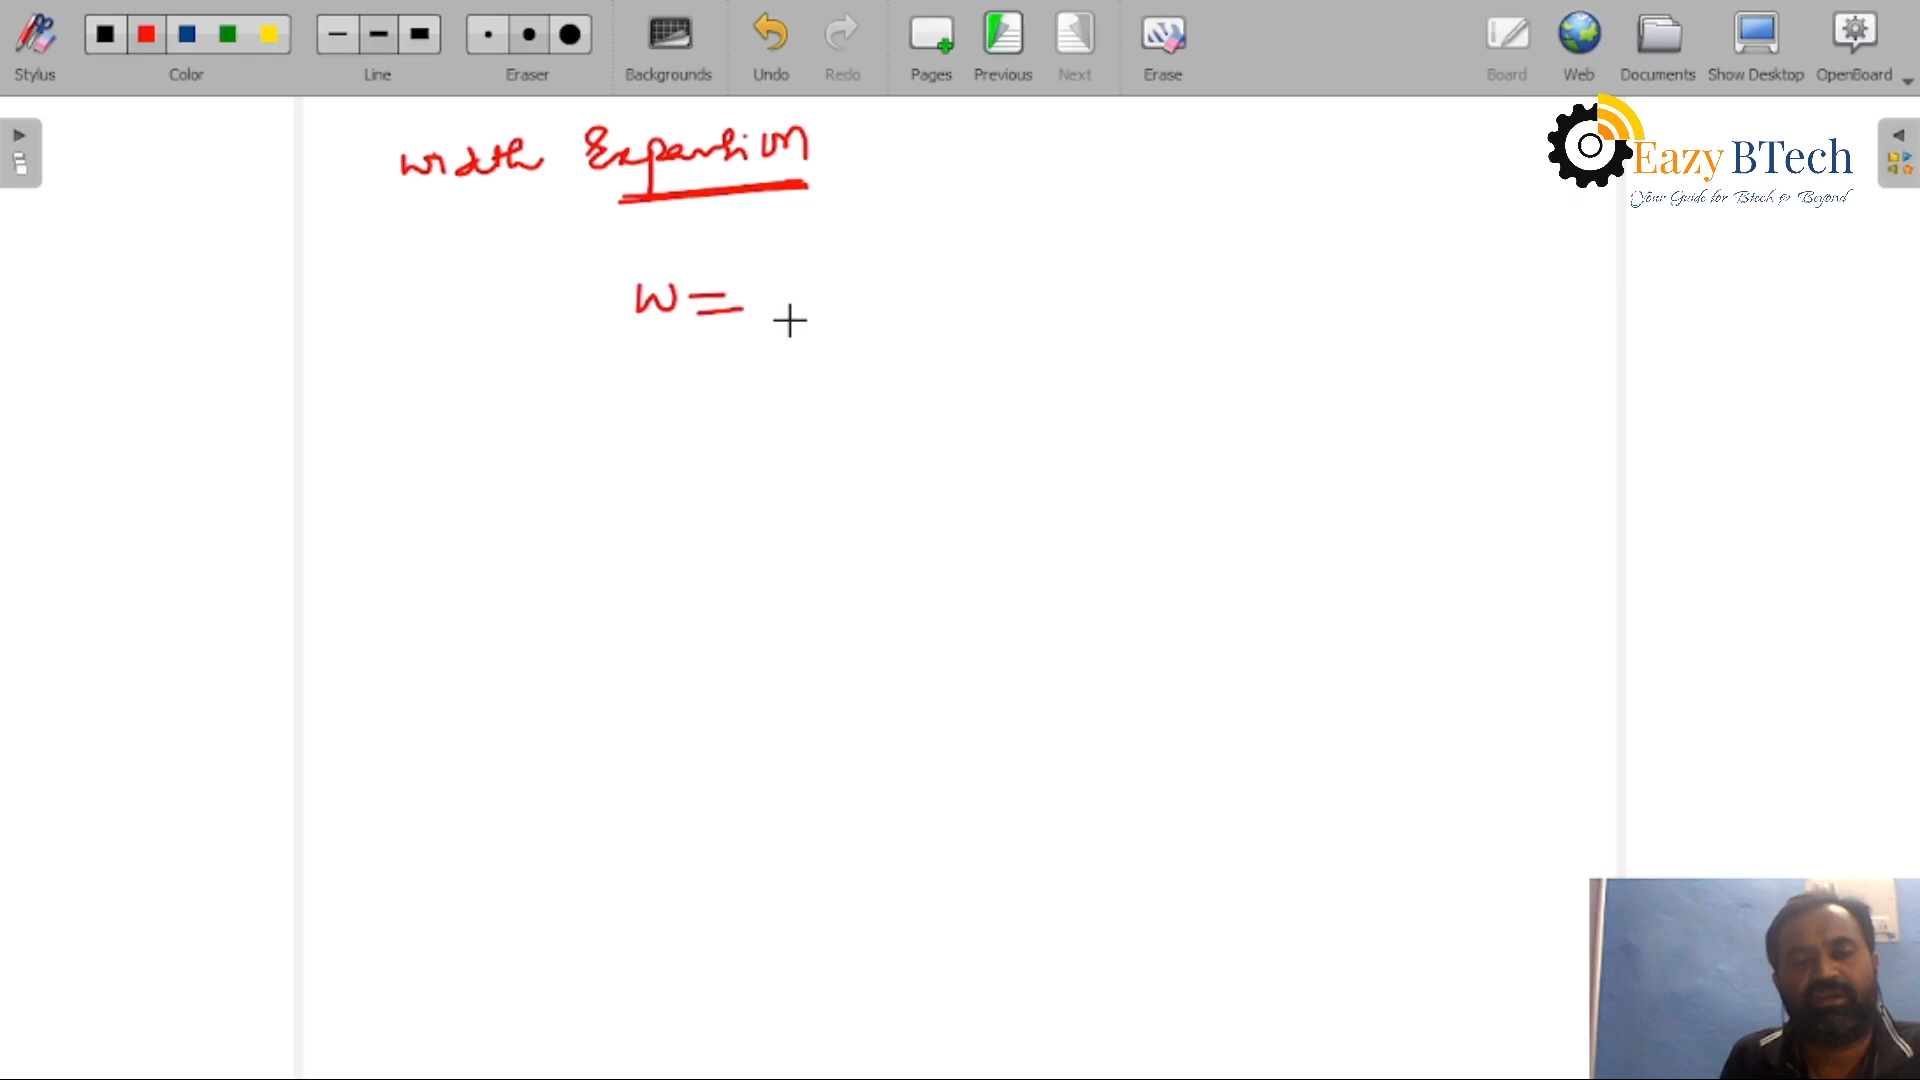 Stylus Color Line Eraser Backgrounds Undo Redo Pages Previous Next Erase Board Web Documents Show Desktop OpenBoard
Eazy BTech
Your Guide for Btech & Beyond
width Expansion
w =